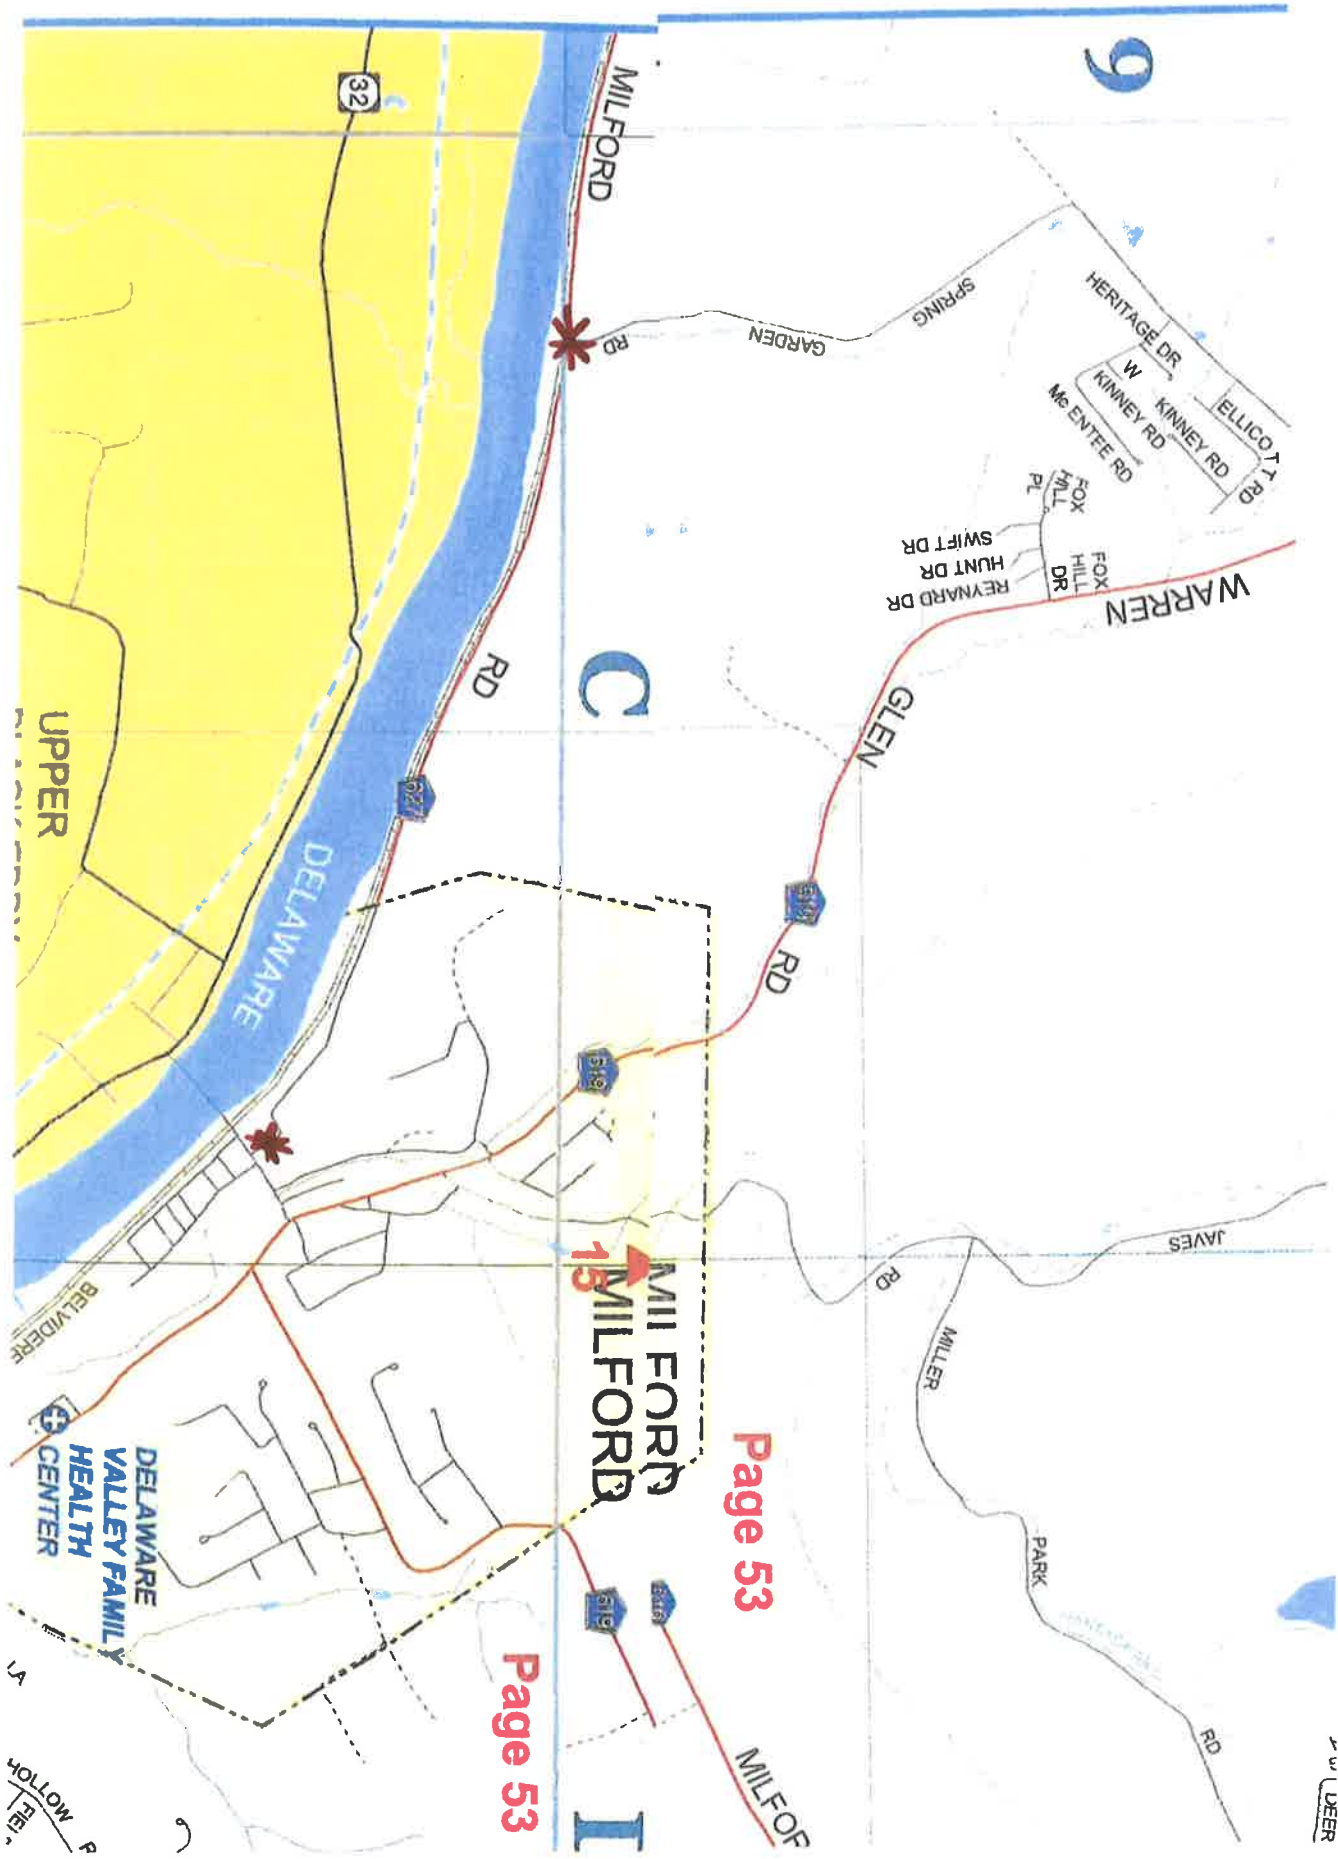 9
32
MILFORD
RD
SPRING
GARDEN
RD
HERITAGE DR
W
KINNEY RD
KINNEY RD
Mc ENTEE RD
ELLICOTT RD
FOX
HILL
PL
SWIFT DR
HUNT DR
REYNARD DR
FOX
HILL
DR
WARREN
GLEN
RD
C
UPPER
DELAWARE
519
519
JAVES
RD
MILLER
PARK
RD
15
MILFORD
MILFORD
BELVIDERE
DELAWARE
VALLEY FAMILY
HEALTH
CENTER
Page 53
Page 53
519
519
MILFOR
I
HOLLOW R
DEER